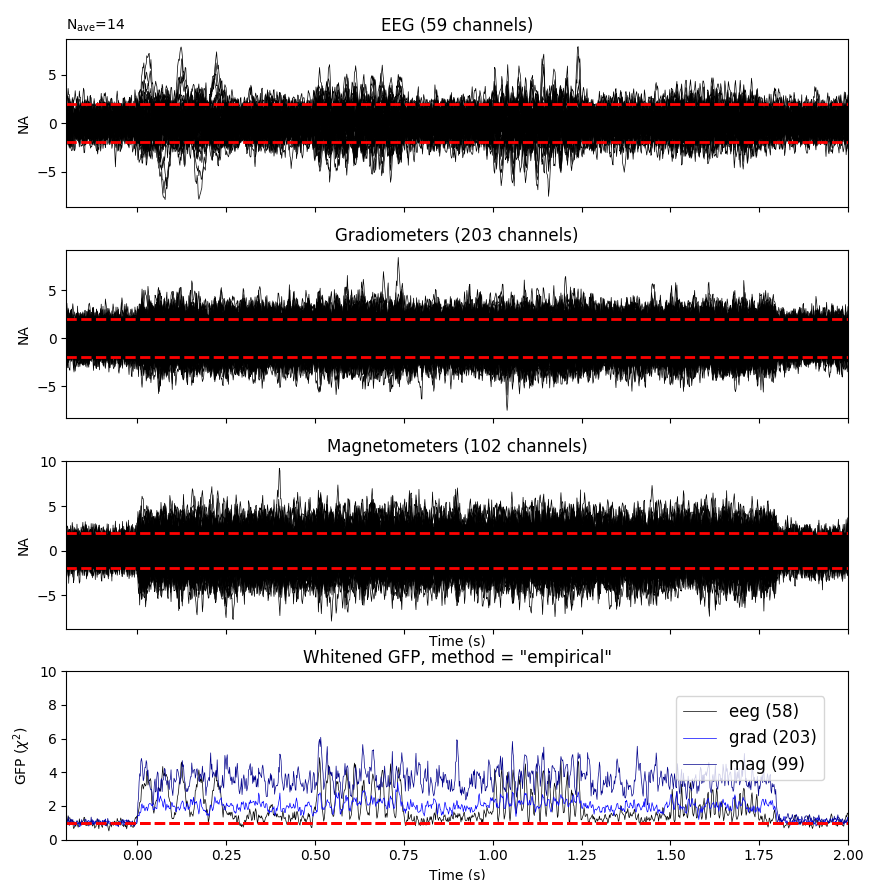 N_ave=14
EEG (59 channels)
5
0
−5
NA
Gradiometers (203 channels)
5
0
−5
NA
Magnetometers (102 channels)
10
5
0
−5
NA
Time (s)
Whitened GFP, method = "empirical"
10
8
6
4
2
0
GFP (χ²)
eeg (58)
grad (203)
mag (99)
0.00 0.25 0.50 0.75 1.00 1.25 1.50 1.75 2.00
Time (s)